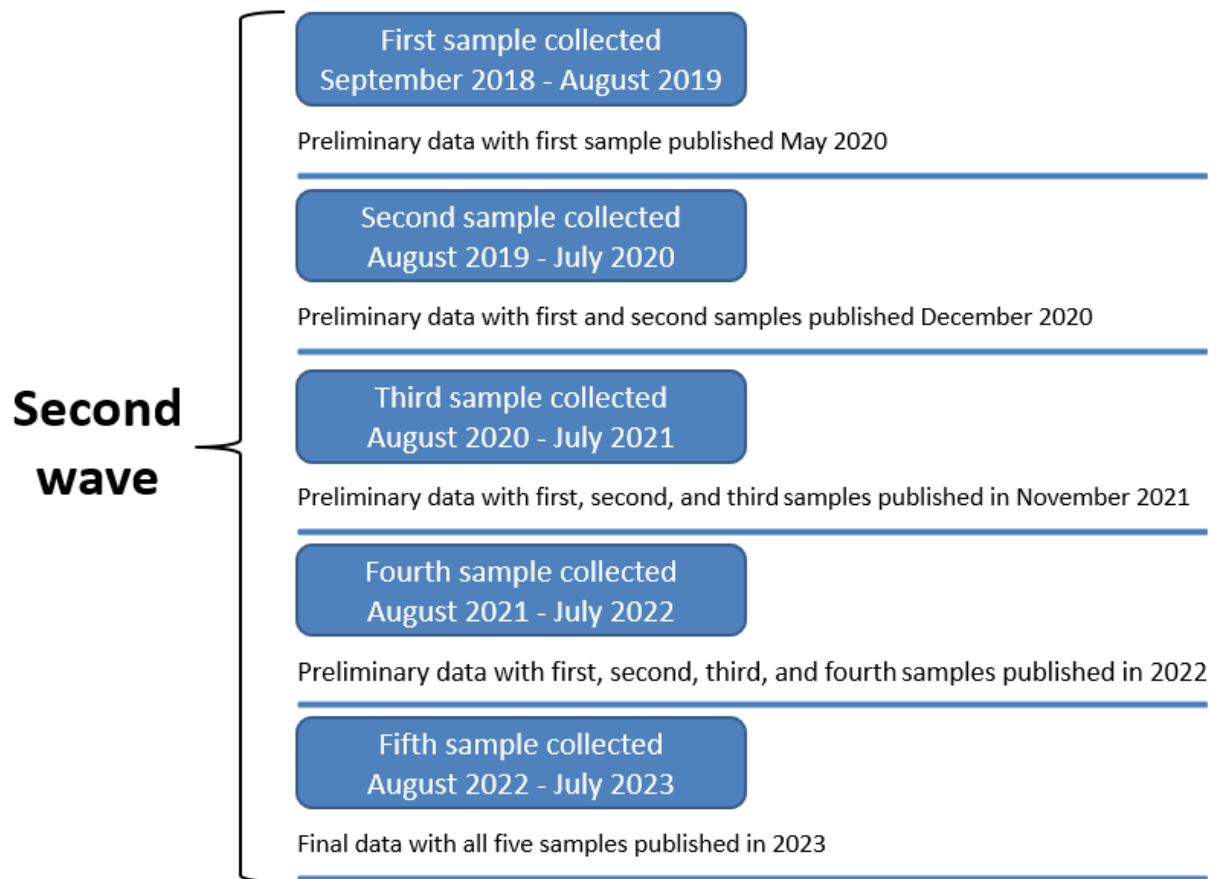 First sample collected
September 2018 - August 2019
Preliminary data with first sample published May 2020
Second sample collected
August 2019 - July 2020
Preliminary data with first and second samples published December 2020
Second
wave
Third sample collected
August 2020 - July 2021
Preliminary data with first, second, and third samples published in November 2021
Fourth sample collected
August 2021 - July 2022
Preliminary data with first, second, third, and fourth samples published in 2022
Fifth sample collected
August 2022 - July 2023
Final data with all five samples published in 2023